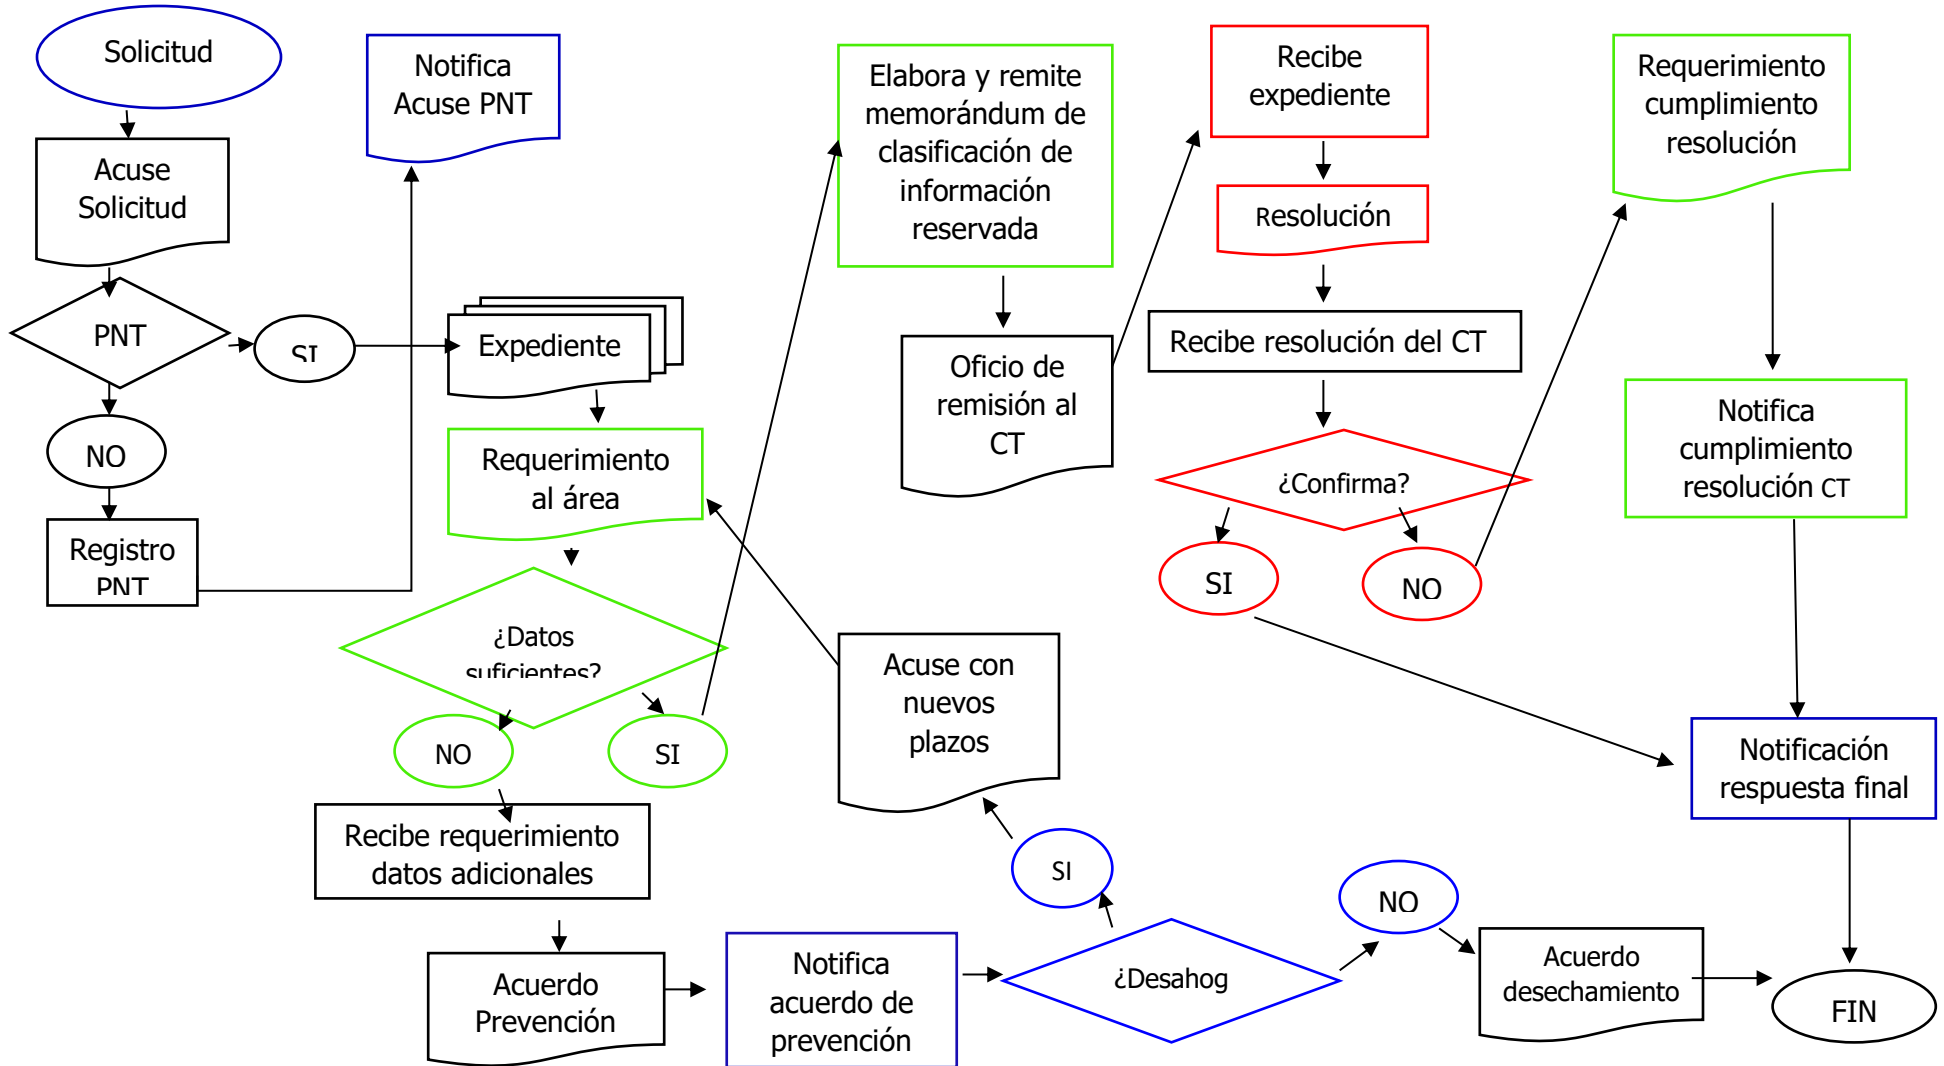 Solicitud
Acuse
Solicitud
PNT
SI
NO
Registro
PNT
Notifica
Acuse PNT
Expediente
Requerimiento
al área
¿Datos
suficientes?
NO
SI
Recibe requerimiento
datos adicionales
Acuerdo
Prevención
Notifica
acuerdo de
prevención
¿Desahog
SI
NO
Acuse con
nuevos
plazos
Acuerdo
desechamiento
FIN
Elabora y remite
memorándum de
clasificación de
información
reservada
Oficio de
remisión al
CT
Recibe
expediente
Resolución
Recibe resolución del CT
¿Confirma?
SI
NO
Requerimiento
cumplimiento
resolución
Notifica
cumplimiento
resolución CT
Notificación
respuesta final